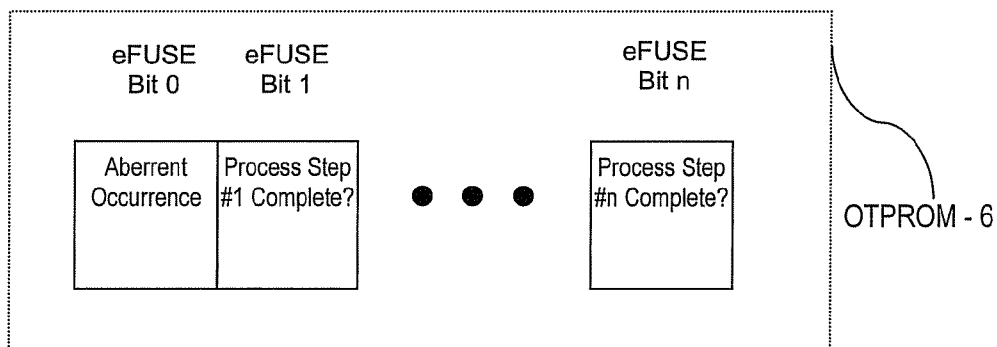 eFUSE
Bit 0
eFUSE
Bit 1
eFUSE
Bit n
Aberrent
Occurrence
Process Step
#1 Complete?
Process Step
#n Complete?
OTPROM - 6